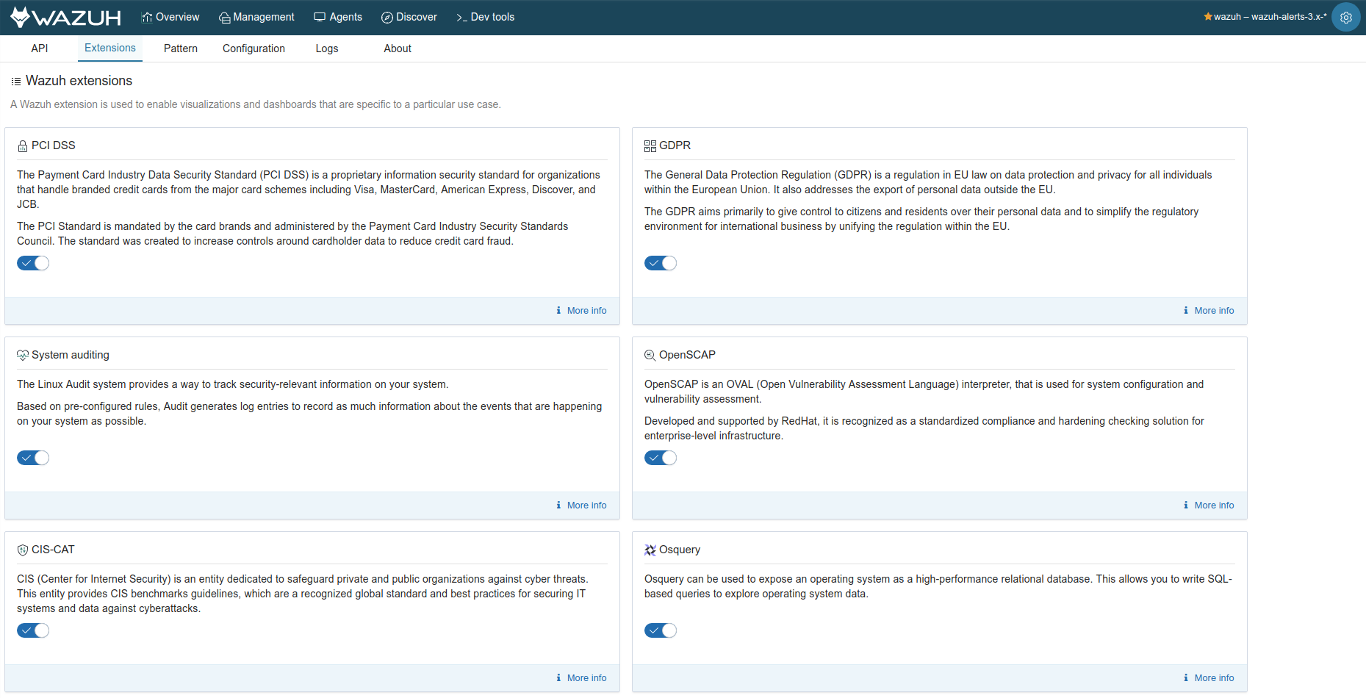 WAZUH Overview Management Agents Discover >_ Dev tools wazuh – wazuh-alerts-3.x-*
API Extensions Pattern Configuration Logs About
Wazuh extensions
A Wazuh extension is used to enable visualizations and dashboards that are specific to a particular use case.
PCI DSS
The Payment Card Industry Data Security Standard (PCI DSS) is a proprietary information security standard for organizations
that handle branded credit cards from the major card schemes including Visa, MasterCard, American Express, Discover, and
JCB.
The PCI Standard is mandated by the card brands and administered by the Payment Card Industry Security Standards
Council. The standard was created to increase controls around cardholder data to reduce credit card fraud.
More info
GDPR
The General Data Protection Regulation (GDPR) is a regulation in EU law on data protection and privacy for all individuals
within the European Union. It also addresses the export of personal data outside the EU.
The GDPR aims primarily to give control to citizens and residents over their personal data and to simplify the regulatory
environment for international business by unifying the regulation within the EU.
More info
System auditing
The Linux Audit system provides a way to track security-relevant information on your system.
Based on pre-configured rules, Audit generates log entries to record as much information about the events that are happening
on your system as possible.
More info
OpenSCAP
OpenSCAP is an OVAL (Open Vulnerability Assessment Language) interpreter, that is used for system configuration and
vulnerability assessment.
Developed and supported by RedHat, it is recognized as a standardized compliance and hardening checking solution for
enterprise-level infrastructure.
More info
CIS-CAT
CIS (Center for Internet Security) is an entity dedicated to safeguard private and public organizations against cyber threats.
This entity provides CIS benchmarks guidelines, which are a recognized global standard and best practices for securing IT
systems and data against cyberattacks.
More info
Osquery
Osquery can be used to expose an operating system as a high-performance relational database. This allows you to write SQL-
based queries to explore operating system data.
More info